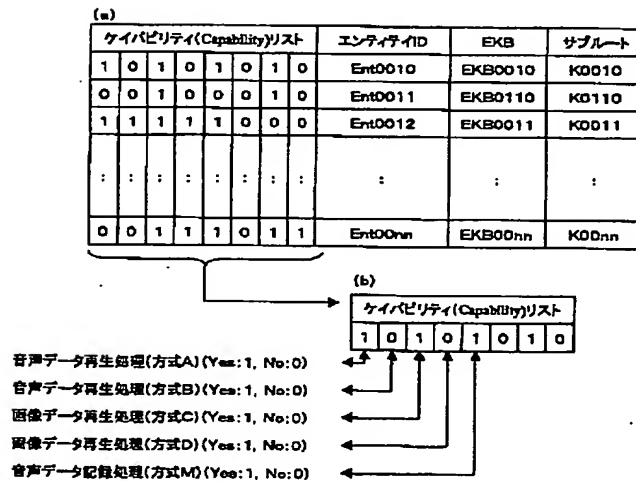 (a)
ケイパビリティ(Capability)リスト エンティティID EKB サブルート
1 0 1 0 1 0 1 0 Ent0010 EKB0010 K0010
0 0 1 0 0 0 1 0 Ent0011 EKB0110 K0110
1 1 1 1 1 0 0 0 Ent0012 EKB0011 K0011
: : : : : : : : : : :
0 0 1 1 1 0 1 1 Ent00nn EKB00nn K00nn
(b)
ケイパビリティ(Capability)リスト
1 0 1 0 1 0 1 0
音声データ再生処理(方式A)(Yes:1, No:0)
音声データ再生処理(方式B)(Yes:1, No:0)
画像データ再生処理(方式C)(Yes:1, No:0)
画像データ再生処理(方式D)(Yes:1, No:0)
音声データ記録処理(方式M)(Yes:1, No:0)